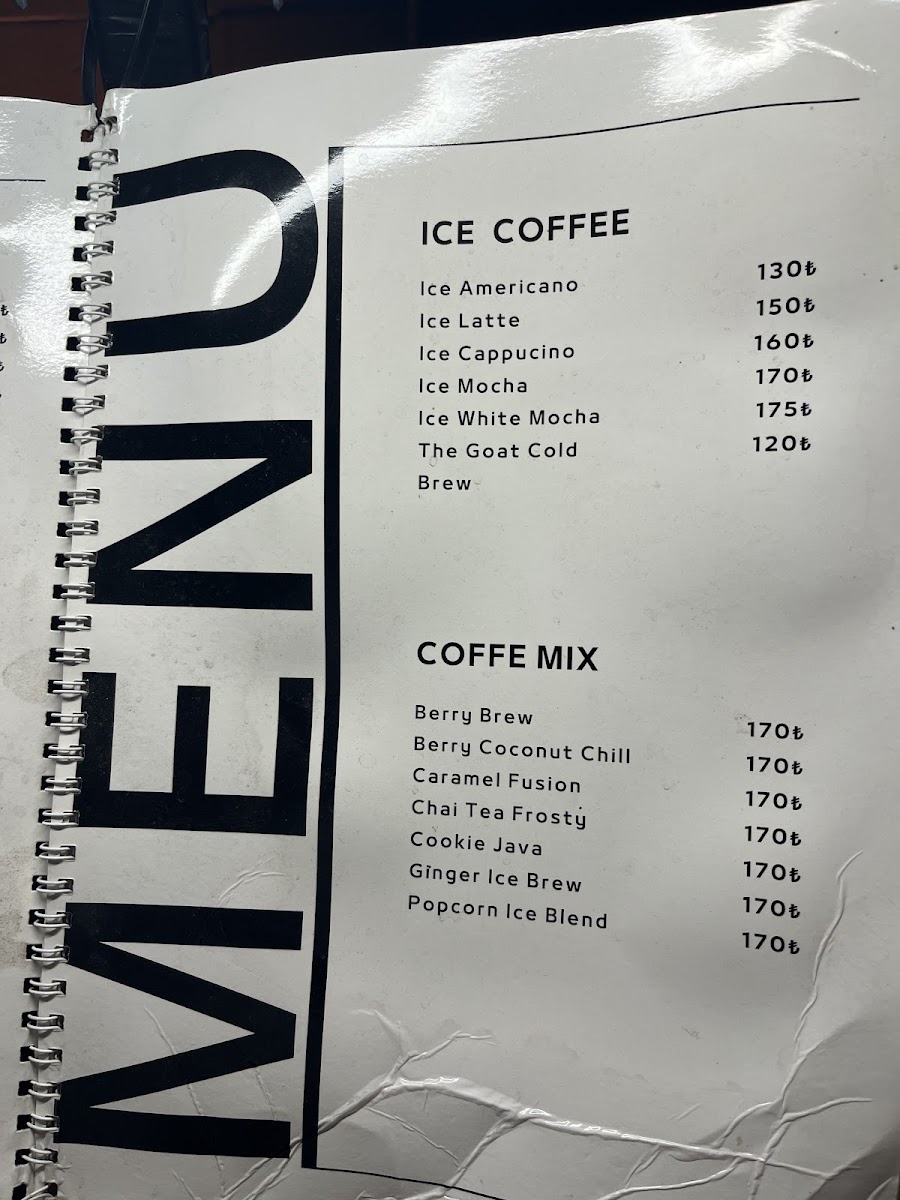 MENU
ICE COFFEE
Ice Americano 130₺
Ice Latte 150₺
Ice Cappucino 160₺
Ice Mocha 170₺
Ice White Mocha 175₺
The Goat Cold 120₺
Brew
COFFE MIX
Berry Brew 170₺
Berry Coconut Chill 170₺
Caramel Fusion 170₺
Chai Tea Frosty 170₺
Cookie Java 170₺
Ginger Ice Brew 170₺
Popcorn Ice Blend 170₺